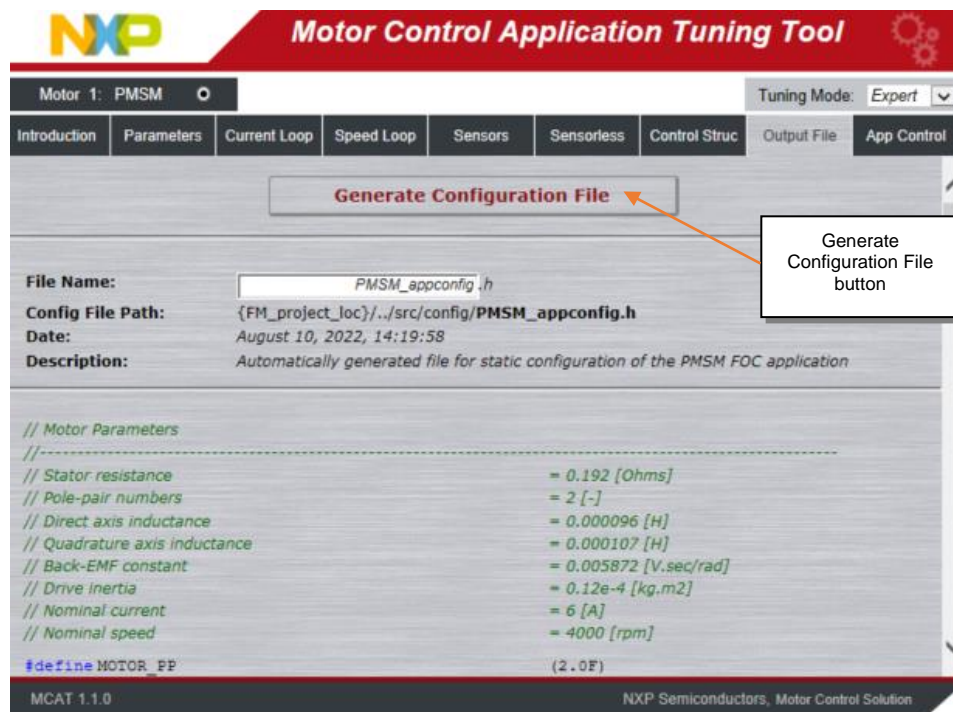 NXP
Motor Control Application Tuning Tool
Motor 1: PMSM
Tuning Mode: Expert
Introduction Parameters Current Loop Speed Loop Sensors Sensorless Control Struc Output File App Control
Generate Configuration File
Generate
Configuration File
button
File Name: PMSM_appconfig .h
Config File Path: {FM_project_loc}/../src/config/PMSM_appconfig.h
Date: August 10, 2022, 14:19:58
Description: Automatically generated file for static configuration of the PMSM FOC application
// Motor Parameters
//--------------------------------------------------------------------------------
// Stator resistance = 0.192 [Ohms]
// Pole-pair numbers = 2 [-]
// Direct axis inductance = 0.000096 [H]
// Quadrature axis inductance = 0.000107 [H]
// Back-EMF constant = 0.005872 [V.sec/rad]
// Drive inertia = 0.12e-4 [kg.m2]
// Nominal current = 6 [A]
// Nominal speed = 4000 [rpm]
#define MOTOR_PP (2.0F)
MCAT 1.1.0 NXP Semiconductors, Motor Control Solution